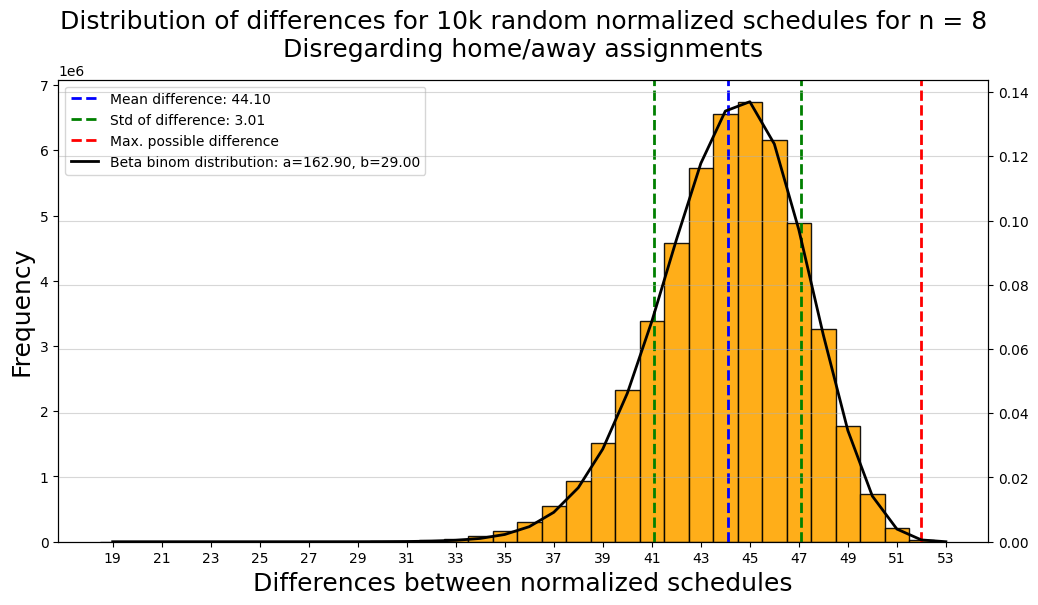 Distribution of differences for 10k random normalized schedules for n = 8
Disregarding home/away assignments
1e6
Mean difference: 44.10
Std of difference: 3.01
Max. possible difference
Beta binom distribution: a=162.90, b=29.00
7
6
5
4
3
2
1
0
Frequency
0.14
0.12
0.10
0.08
0.06
0.04
0.02
0.00
19 21 23 25 27 29 31 33 35 37 39 41 43 45 47 49 51 53
Differences between normalized schedules